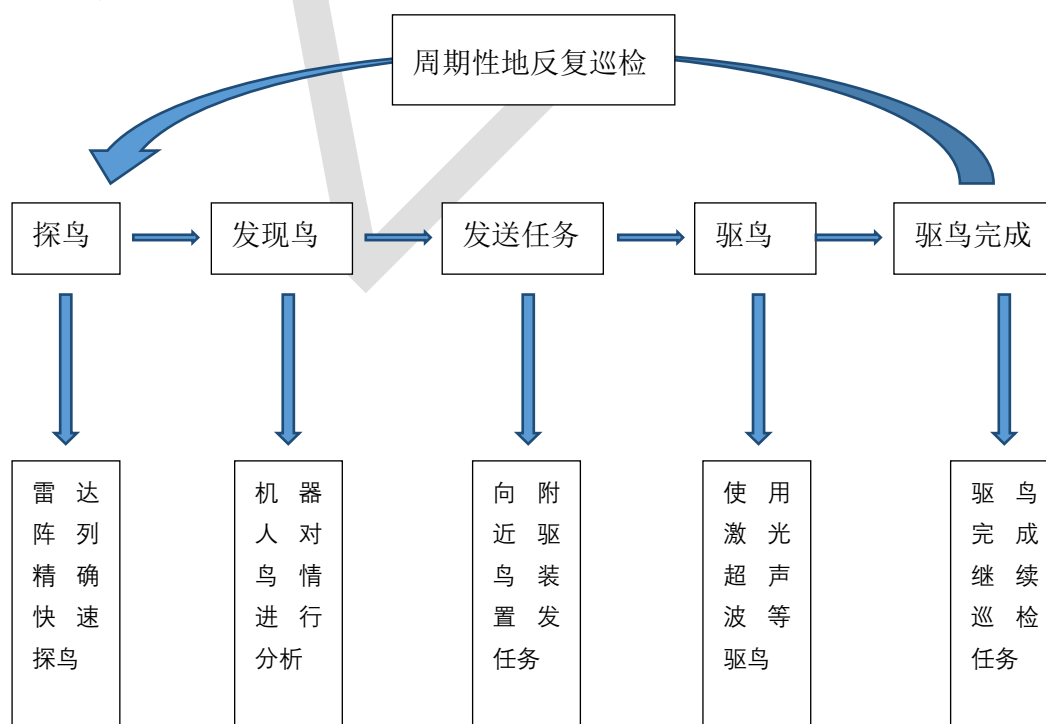 周期性地反复巡检
探鸟
发现鸟
发送任务
驱鸟
驱鸟完成
雷达
阵列
精确
快速
探鸟
机器
人对
鸟情
进行
分析
向附
近驱
鸟装
置发
任务
使用
激光
超声
波等
驱鸟
驱鸟
完成
继续
巡检
任务